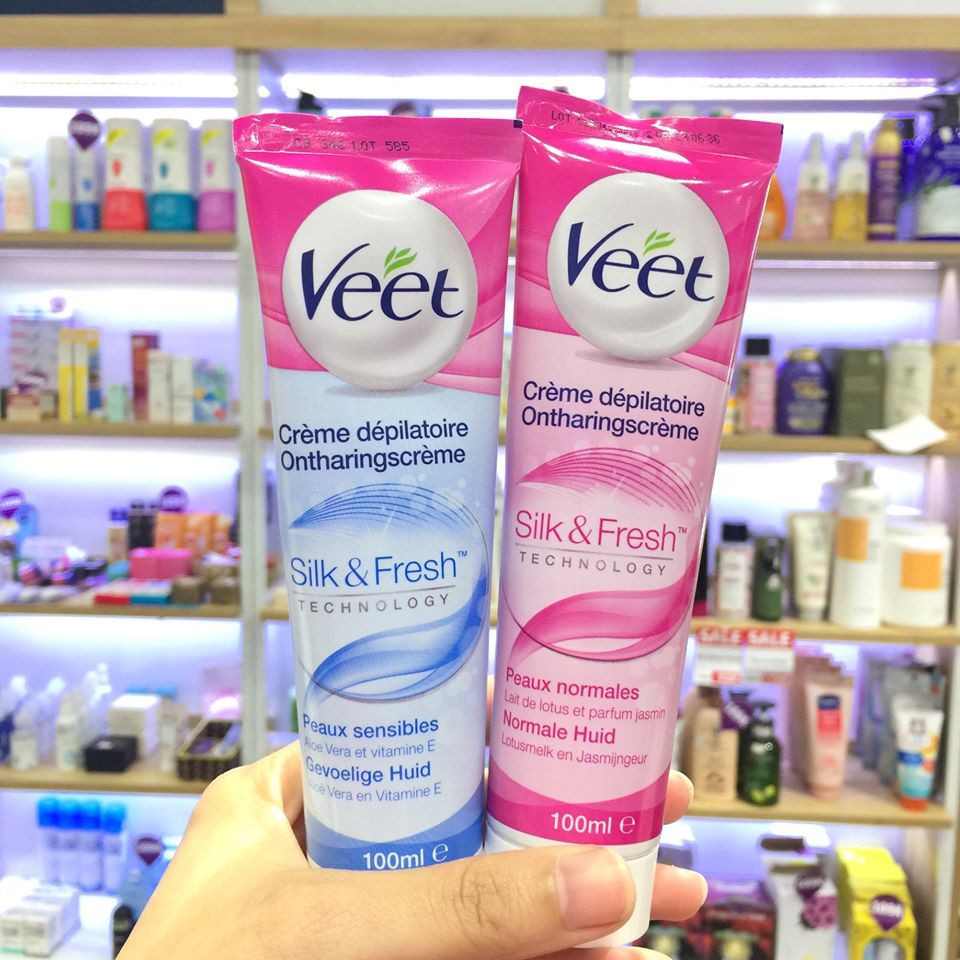 LOT 585
Veet
Crème dépilatoire
Ontharingscrème
Silk & Fresh™
TECHNOLOGY
Peaux sensibles
Aloe Vera et vitamine E
Gevoelige Huid
Aloë Vera en Vitamine E
100ml e
LOT
Veet
Crème dépilatoire
Ontharingscrème
Silk & Fresh™
TECHNOLOGY
Peaux normales
Lait de lotus et parfum jasmin
Normale Huid
Lotusmelk en Jasmijngeur
100ml e
SALE SALE